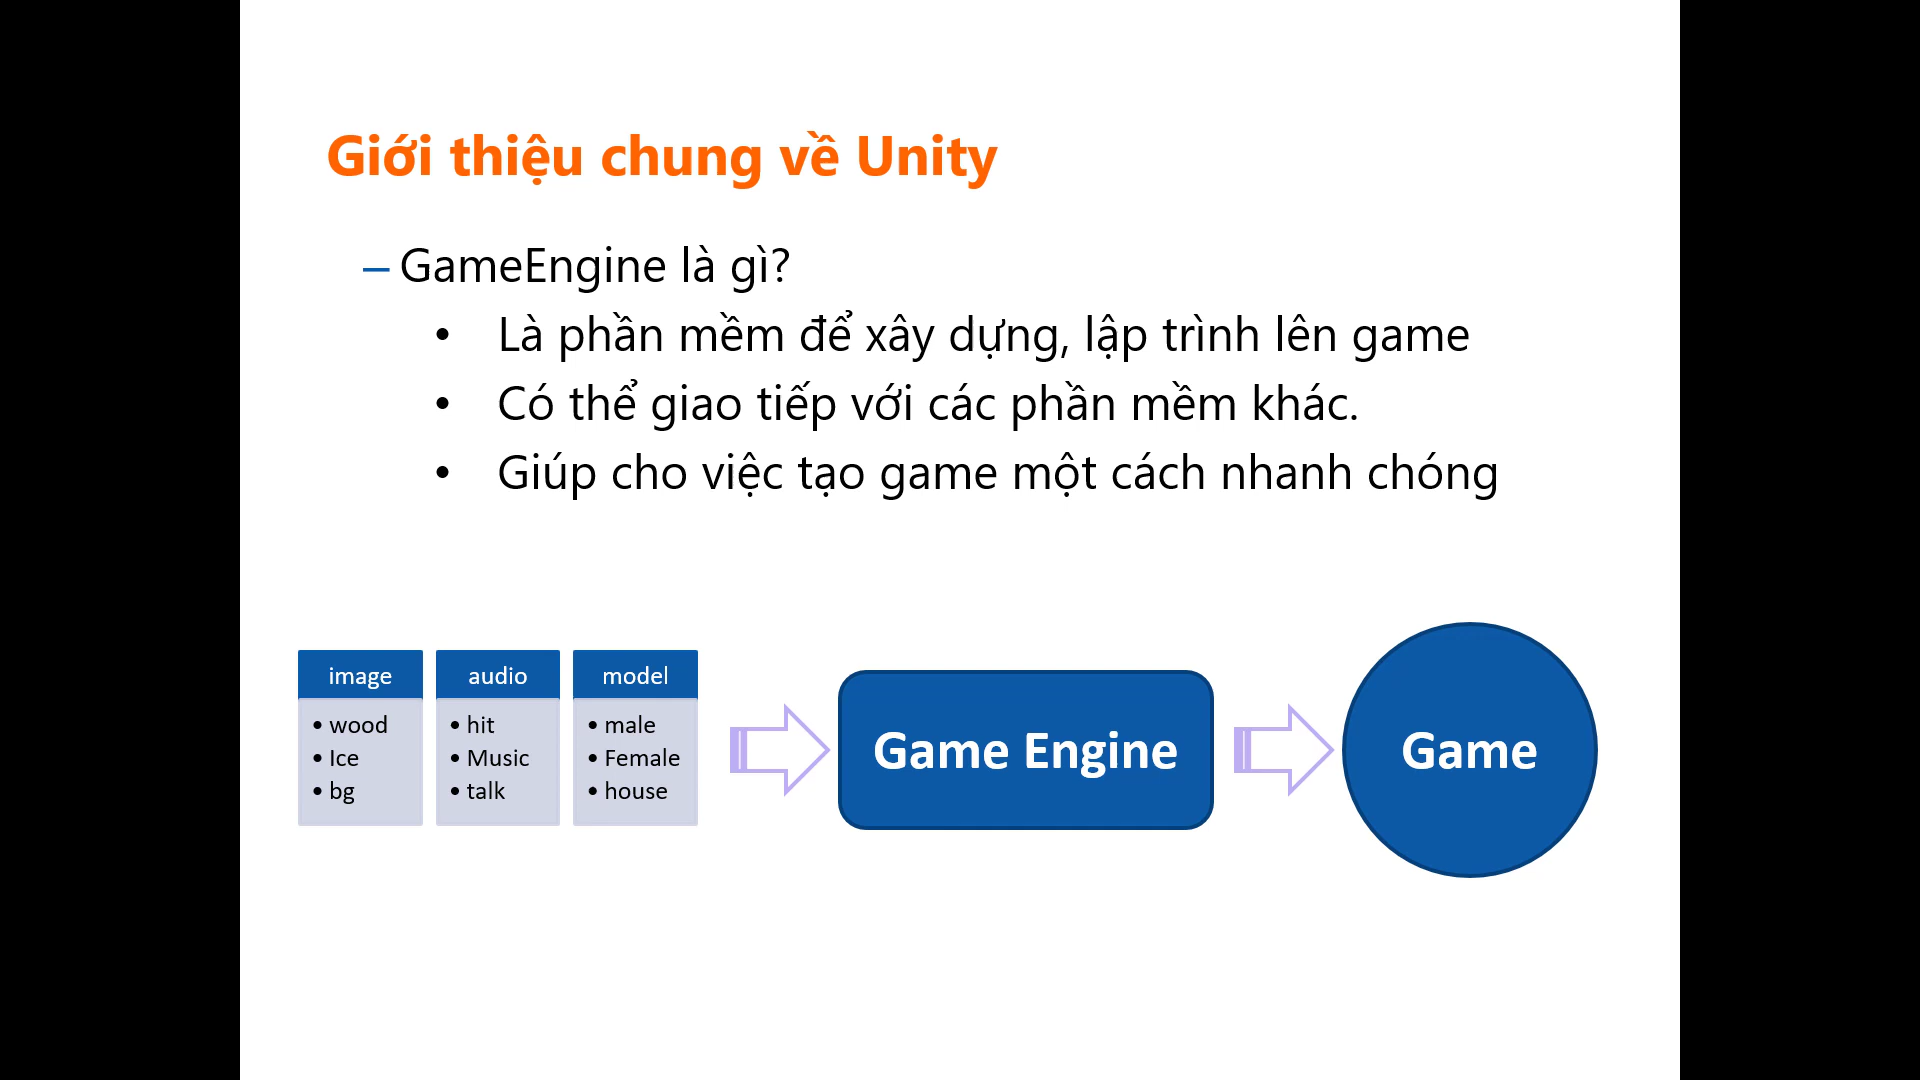 Giới thiệu chung về Unity
– GameEngine là gì?
• Là phần mềm để xây dựng, lập trình lên game
• Có thể giao tiếp với các phần mềm khác.
• Giúp cho việc tạo game một cách nhanh chóng
image
• wood
• Ice
• bg
audio
• hit
• Music
• talk
model
• male
• Female
• house
Game Engine
Game